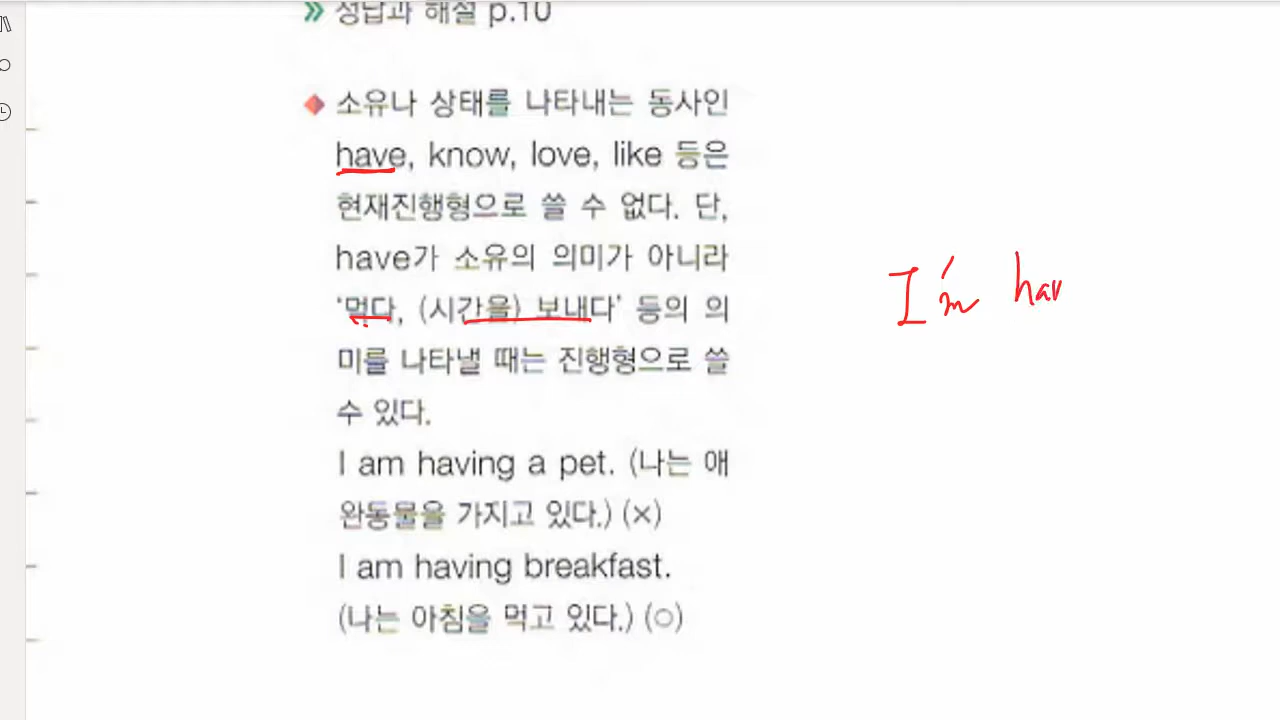 » 정답과 해설 p.10
◆ 소유나 상태를 나타내는 동사인
have, know, love, like 등은
현재진행형으로 쓸 수 없다. 단,
have가 소유의 의미가 아니라
‘먹다, (시간을) 보내다’ 등의 의
미를 나타낼 때는 진행형으로 쓸
수 있다.
I am having a pet. (나는 애
완동물을 가지고 있다.) (×)
I am having breakfast.
(나는 아침을 먹고 있다.) (○)
I'm hav